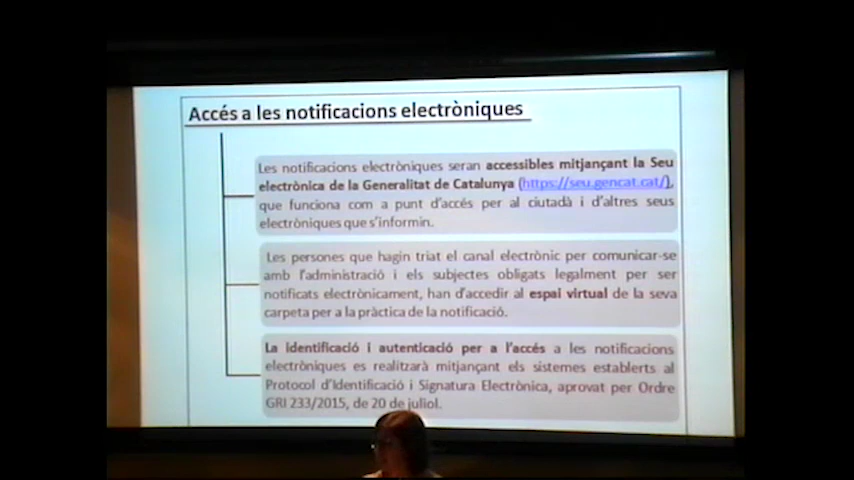 Accés a les notificacions electròniques
Les notificacions electròniques seran accessibles mitjançant la Seu
electrònica de la Generalitat de Catalunya (https://seu.gencat.cat/),
que funciona com a punt d'accés per al ciutadà i d'altres seus
electròniques que s'informin.
Les persones que hagin triat el canal electrònic per comunicar-se
amb l'administració i els subjectes obligats legalment per ser
notificats electrònicament, han d'accedir al espai virtual de la seva
carpeta per a la pràctica de la notificació.
La identificació i autenticació per a l'accés a les notificacions
electròniques es realitzarà mitjançant els sistemes establerts al
Protocol d'Identificació i Signatura Electrònica, aprovat per Ordre
GRI 233/2015, de 20 de juliol.